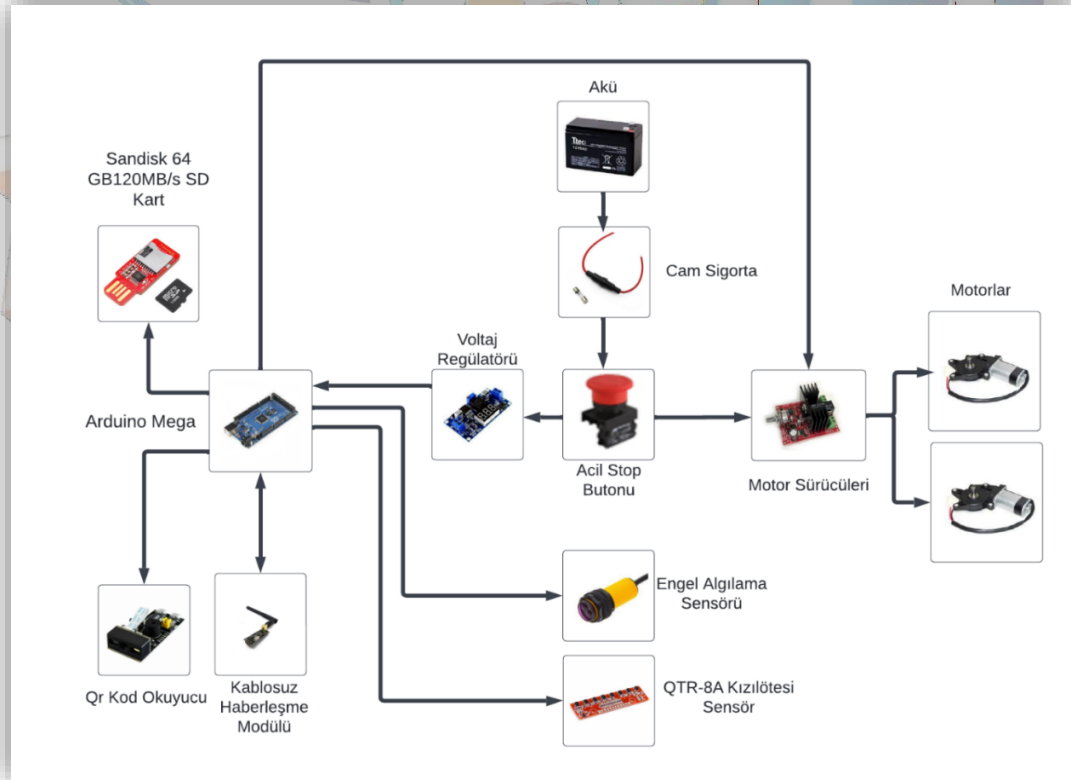 Akü
Sandisk 64
GB120MB/s SD
Kart
Cam Sigorta
Motorlar
Voltaj
Regülatörü
Arduino Mega
Acil Stop
Butonu
Motor Sürücüleri
Engel Algılama
Sensörü
Qr Kod Okuyucu
Kablosuz
Haberleşme
Modülü
QTR-8A Kızılötesi
Sensör